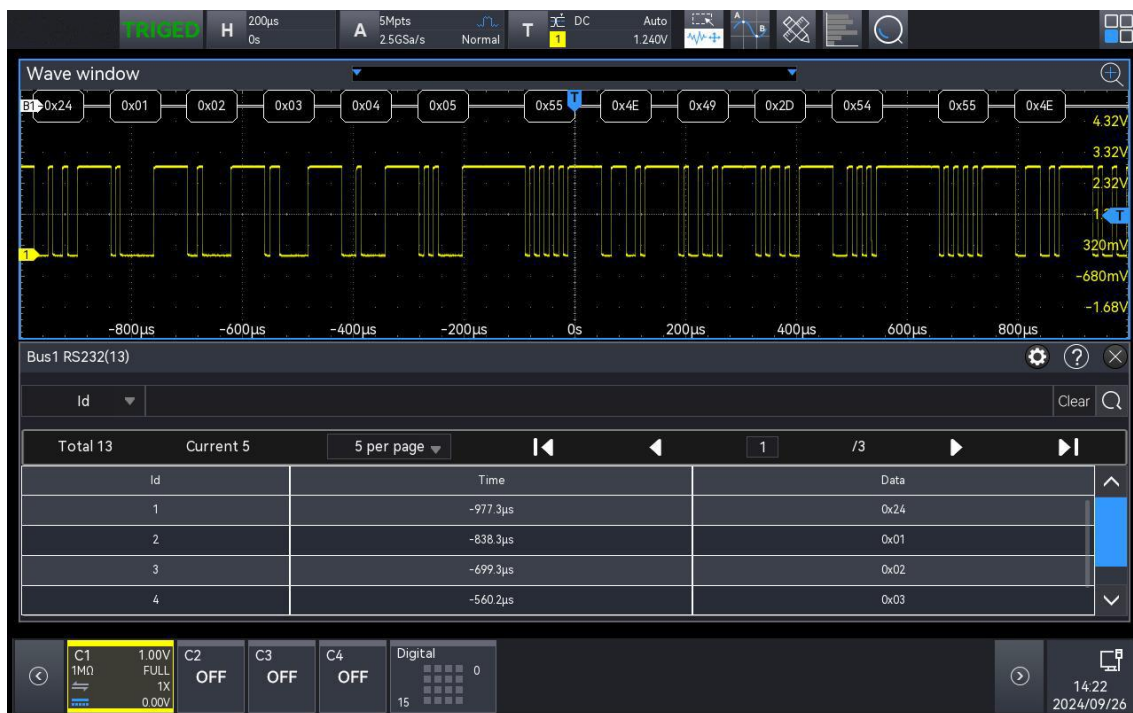 TRIGED H 200μs 0s A 5Mpts 2.5GSa/s Normal T 1 DC Auto 1.240V A B
Wave window
B1 0x24 0x01 0x02 0x03 0x04 0x05 0x55 T 0x4E 0x49 0x2D 0x54 0x55 0x4E
4.32V
3.32V
2.32V
T
1 320mV
-680mV
-1.68V
-800μs -600μs -400μs -200μs 0s 200μs 400μs 600μs 800μs
Bus1 RS232(13) ?
Id Clear
Total 13 Current 5 5 per page 1 /3
Id Time Data
1 -977.3μs 0x24
2 -838.3μs 0x01
3 -699.3μs 0x02
4 -560.2μs 0x03
C1 1.00V C2 C3 C4 Digital
1MΩ FULL OFF OFF OFF 0
1X
0.00V 15
14:22
2024/09/26